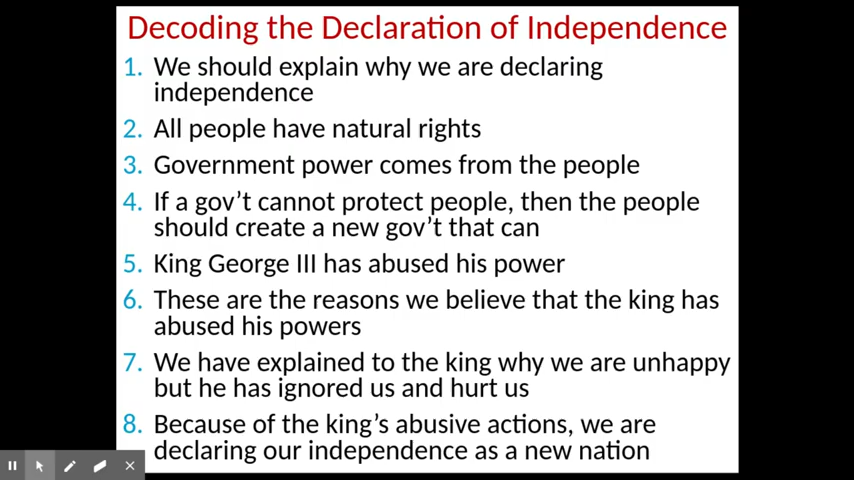 Decoding the Declaration of Independence
1. We should explain why we are declaring
independence
2. All people have natural rights
3. Government power comes from the people
4. If a gov’t cannot protect people, then the people
should create a new gov’t that can
5. King George III has abused his power
6. These are the reasons we believe that the king has
abused his powers
7. We have explained to the king why we are unhappy
but he has ignored us and hurt us
8. Because of the king’s abusive actions, we are
declaring our independence as a new nation